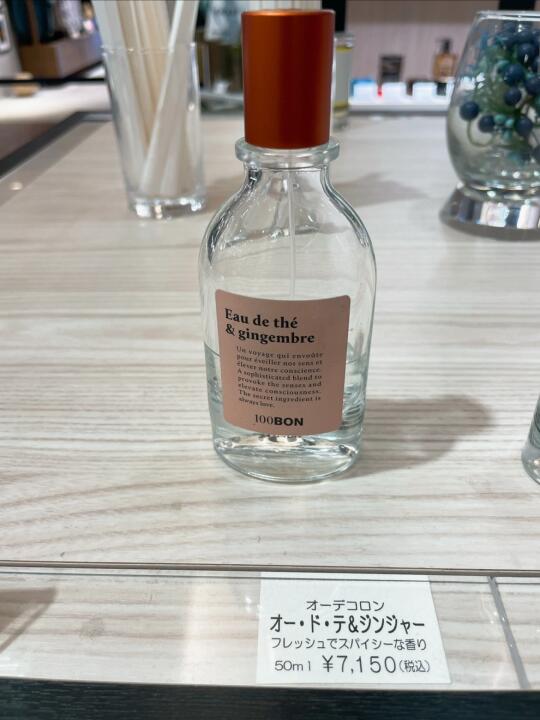 Eau de thé
& gingembre
Un voyage qui envoûte
pour éveiller nos sens et
élever notre conscience.
A sophisticated blend to
provoke the senses and
elevate consciousness.
The secret ingredient is
always love.
100BON
オーデコロン
オー・ド・テ&ジンジャー
フレッシュでスパイシーな香り
50ml ¥7,150(税込)